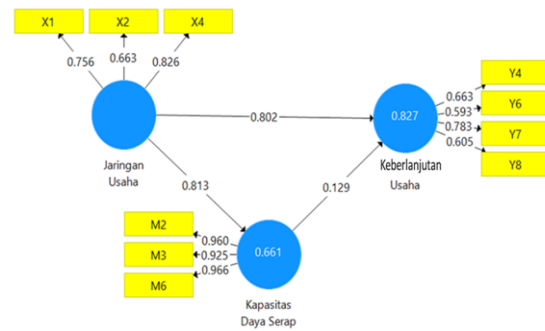 X1 X2 X4
0.756 0.663 0.826
Y4
0.663
Y6
0.593
0.827
0.802
Y7
0.783
0.605
Y8
Jaringan
Usaha
Keberlanjutan
Usaha
0.813
0.129
M2
0.960
M3
0.925
0.661
M6
0.966
Kapasitas
Daya Serap